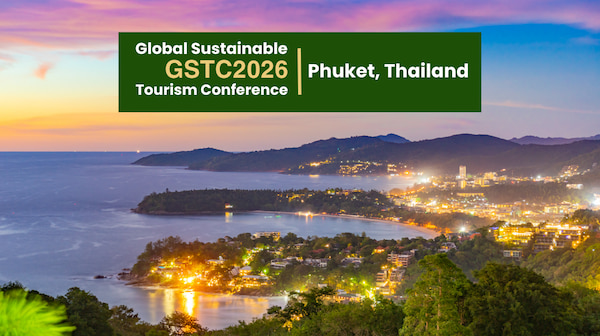 Global Sustainable
GSTC2026
Tourism Conference
Phuket, Thailand